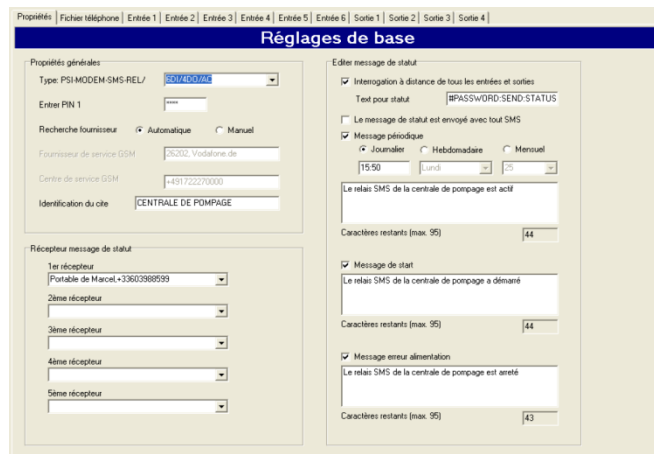 Propriétés Fichier téléphone Entrée 1 Entrée 2 Entrée 3 Entrée 4 Entrée 5 Entrée 6 Sortie 1 Sortie 2 Sortie 3 Sortie 4
Réglages de base
Propriétés générales
Type: PSI-MODEM-SMS-REL/ 6DI/4DO/AC
Entrer PIN 1 ****
Recherche fournisseur Automatique Manuel
Fournisseur de service GSM 26202, Vodafone.de
Centre de service GSM +491722270000
Identification du cite CENTRALE DE POMPAGE
Récepteur message de statut
1er récepteur
Portable de Marcel,+33603988599
2ème récepteur
3ème récepteur
4ème récepteur
5ème récepteur
Editer message de statut
Interrogation à distance de tous les entrées et sorties
Text pour statut #PASSWORD:SEND:STATUS
Le message de statut est envoyé avec tout SMS
Message périodique
Journalier Hebdomadaire Mensuel
15:50 Lundi 25
Le relais SMS de la centrale de pompage est actif
Caractères restants (max. 95) 44
Message de start
Le relais SMS de la centrale de pompage a démarré
Caractères restants (max. 95) 44
Message erreur alimentation
Le relais SMS de la centrale de pompage est arreté
Caractères restants (max. 95) 43